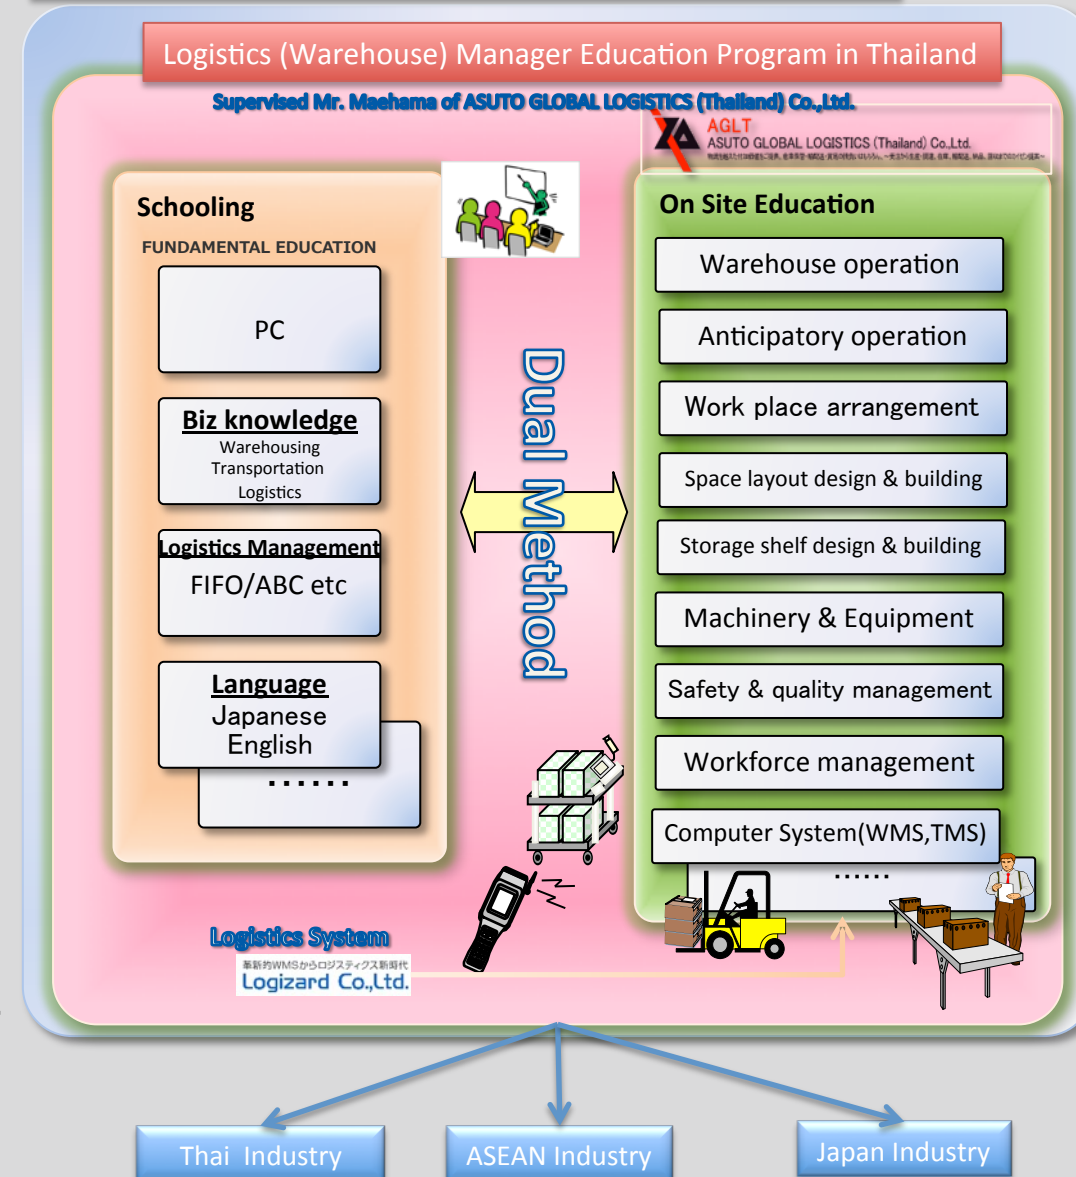 Logistics (Warehouse) Manager Education Program in Thailand
Supervised Mr. Maehama of ASUTO GLOBAL LOGISTICS (Thailand) Co.,Ltd.
AGLT
ASUTO GLOBAL LOGISTICS (Thailand) Co.,Ltd.
Schooling
FUNDAMENTAL EDUCATION
PC
Biz knowledge
Warehousing
Transportation
Logistics
Logistics Management
FIFO/ABC etc
Language
Japanese
English
......
Dual Method
On Site Education
Warehouse operation
Anticipatory operation
Work place arrangement
Space layout design & building
Storage shelf design & building
Machinery & Equipment
Safety & quality management
Workforce management
Computer System(WMS,TMS)
......
Logistics System
革新的WMSからロジスティクス新時代
Logizard Co.,Ltd.
Thai Industry
ASEAN Industry
Japan Industry